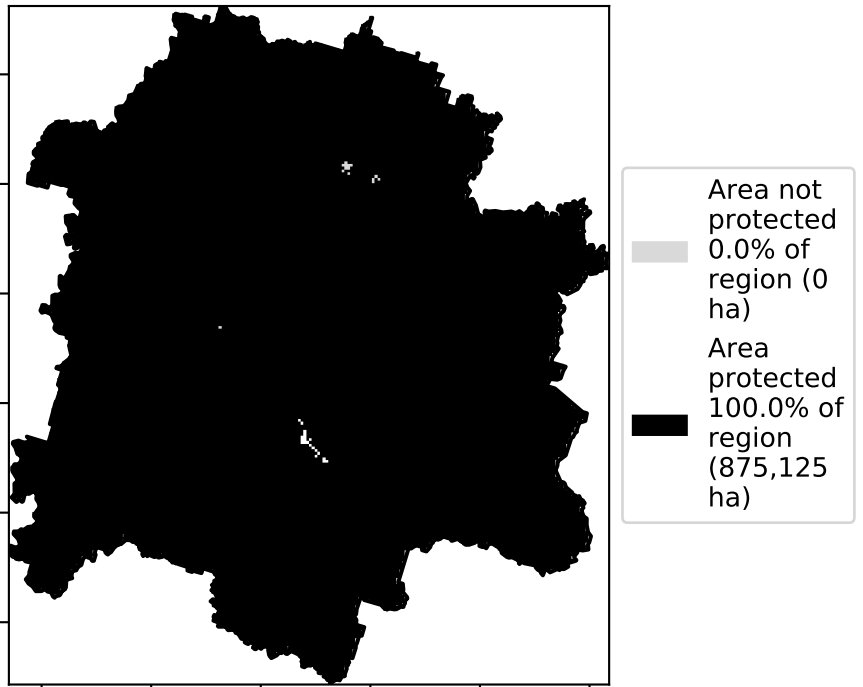 Area not
protected
0.0% of
region (0
ha)
Area
protected
100.0% of
region
(875,125
ha)